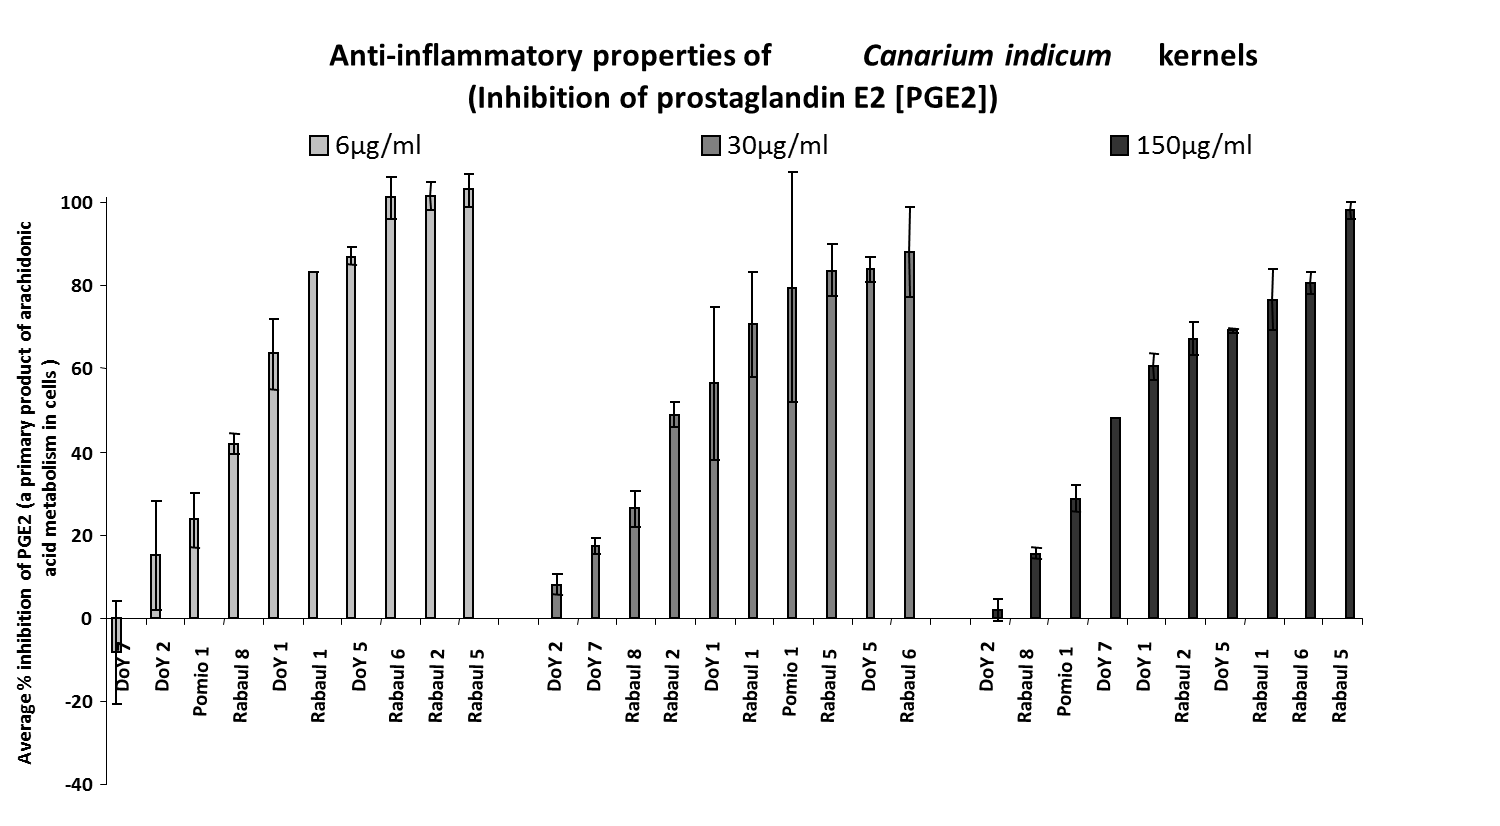 Anti-inflammatory properties of Canarium indicum kernels
(Inhibition of prostaglandin E2 [PGE2])
6µg/ml 30µg/ml 150µg/ml
Average % inhibition of PGE2 (a primary product of arachidonic
acid metabolism in cells )
100
80
60
40
20
0
-20
-40
DoY 7
DoY 2
Pomio 1
Rabaul 8
DoY 1
Rabaul 1
DoY 5
Rabaul 6
Rabaul 2
Rabaul 5
DoY 2
DoY 7
Rabaul 8
Rabaul 2
DoY 1
Rabaul 1
Pomio 1
Rabaul 5
DoY 5
Rabaul 6
DoY 2
Rabaul 8
Pomio 1
DoY 7
DoY 1
Rabaul 2
DoY 5
Rabaul 1
Rabaul 6
Rabaul 5